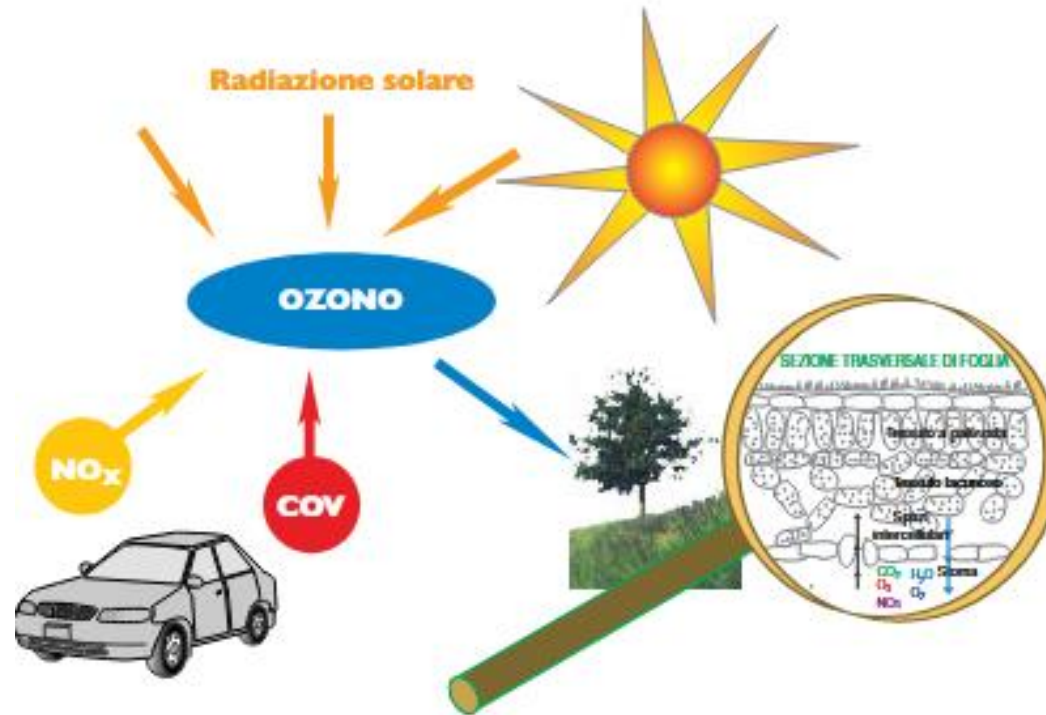 Radiazione solare
OZONO
NOx
COV
SEZIONE TRASVERSALE DI FOGLIA
Tessuto a palizzata
Tessuto lacunoso
Spazi
intercellulari
Stoma
CO₂
H₂O
O₃
O₂
NOx